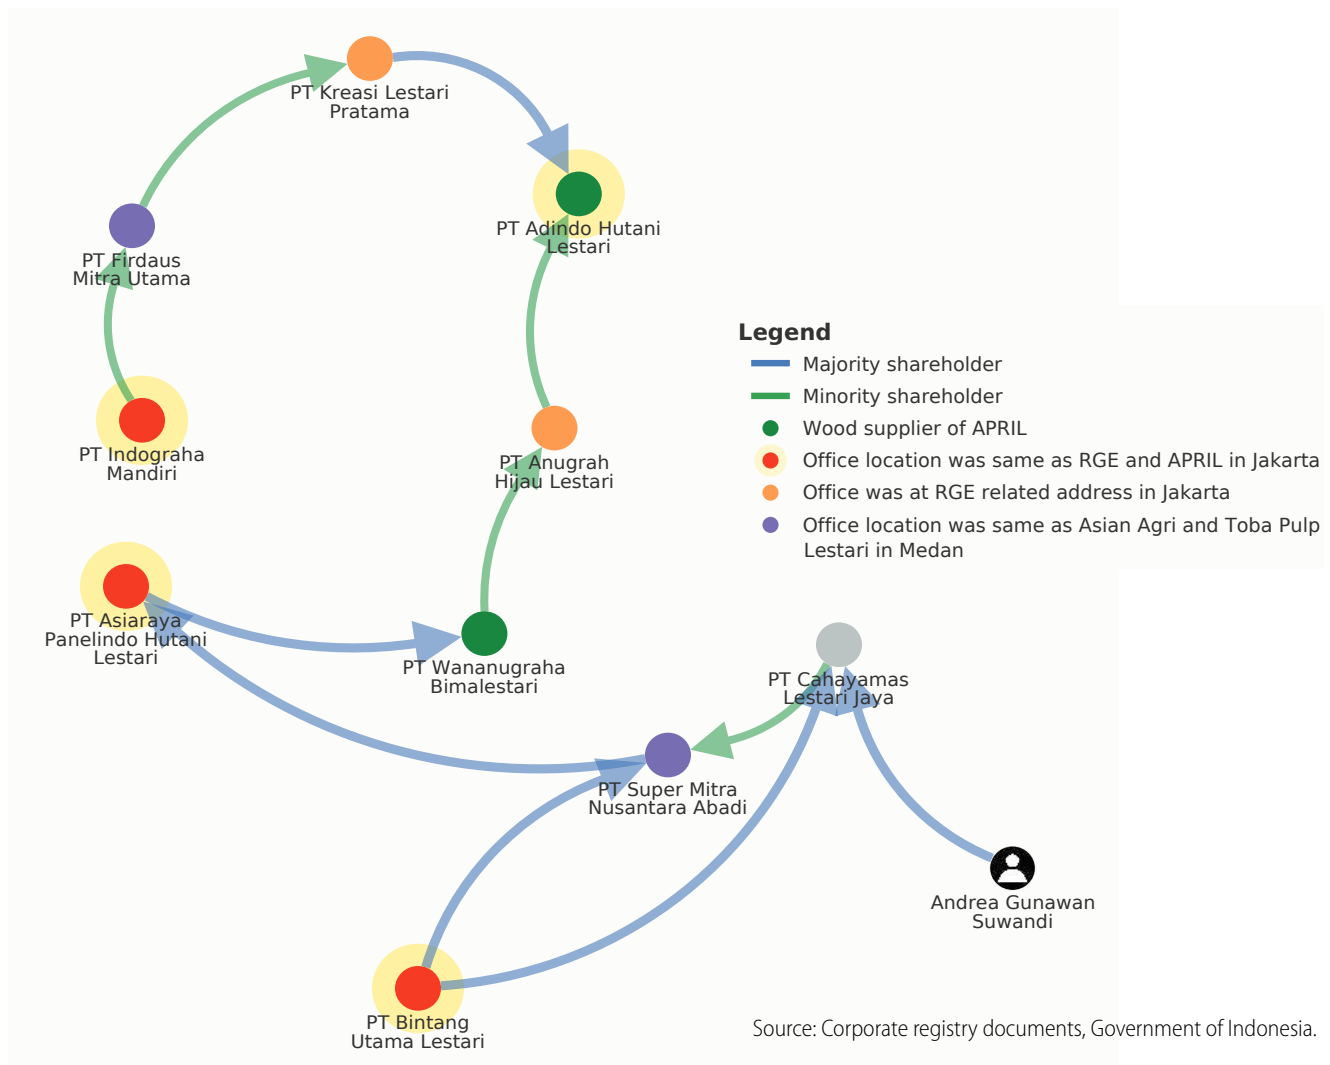 PT Kreasi Lestari
Pratama
PT Adindo Hutani
Lestari
PT Firdaus
Mitra Utama
Legend
Majority shareholder
Minority shareholder
Wood supplier of APRIL
Office location was same as RGE and APRIL in Jakarta
Office was at RGE related address in Jakarta
Office location was same as Asian Agri and Toba Pulp
Lestari in Medan
PT Indograha
Mandiri
PT Anugrah
Hijau Lestari
PT Asiaraya
Panelindo Hutani
Lestari
PT Wananugraha
Bimalestari
PT Cahayamas
Lestari Jaya
PT Super Mitra
Nusantara Abadi
Andrea Gunawan
Suwandi
PT Bintang
Utama Lestari
Source: Corporate registry documents, Government of Indonesia.